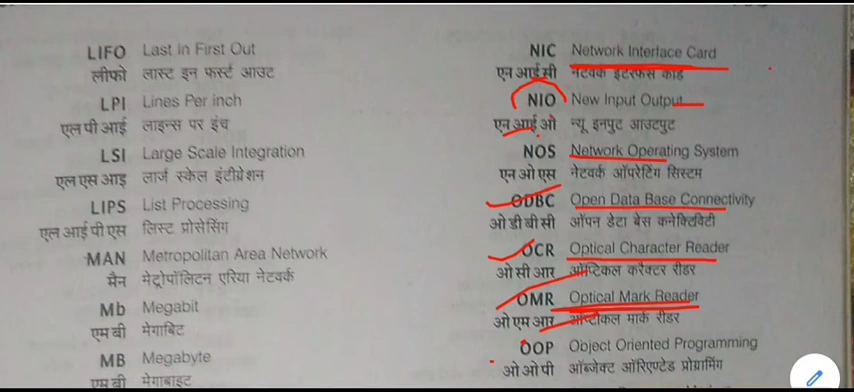 LIFO Last In First Out
लीफो लास्ट इन फर्स्ट आउट
LPI Lines Per inch
एल पी आई लाइन्स पर इंच
LSI Large Scale Integration
एल एस आइ लार्ज स्केल इंटीग्रेशन
LIPS List Processing
एल आई पी एस लिस्ट प्रोसेसिंग
MAN Metropolitan Area Network
मैन मेट्रोपॉलिटन एरिया नेटवर्क
Mb Megabit
एम बी मेगाबिट
MB Megabyte
एम बी मेगाबाइट
NIC Network Interface Card
एन आई सी नेटवर्क इंटरफेस कार्ड
NIO New Input Output
एन आई ओ न्यू इनपुट आउटपुट
NOS Network Operating System
एन ओ एस नेटवर्क ऑपरेटिंग सिस्टम
ODBC Open Data Base Connectivity
ओ डी बी सी ऑपन डेटा बेस कनेक्टिविटी
OCR Optical Character Reader
ओ सी आर ऑप्टिकल करैक्टर रीडर
OMR Optical Mark Reader
ओ एम आर ऑप्टीकल मार्क रीडर
OOP Object Oriented Programming
ओ ओ पी ऑब्जेक्ट ऑरिएण्टेड प्रोग्रामिंग